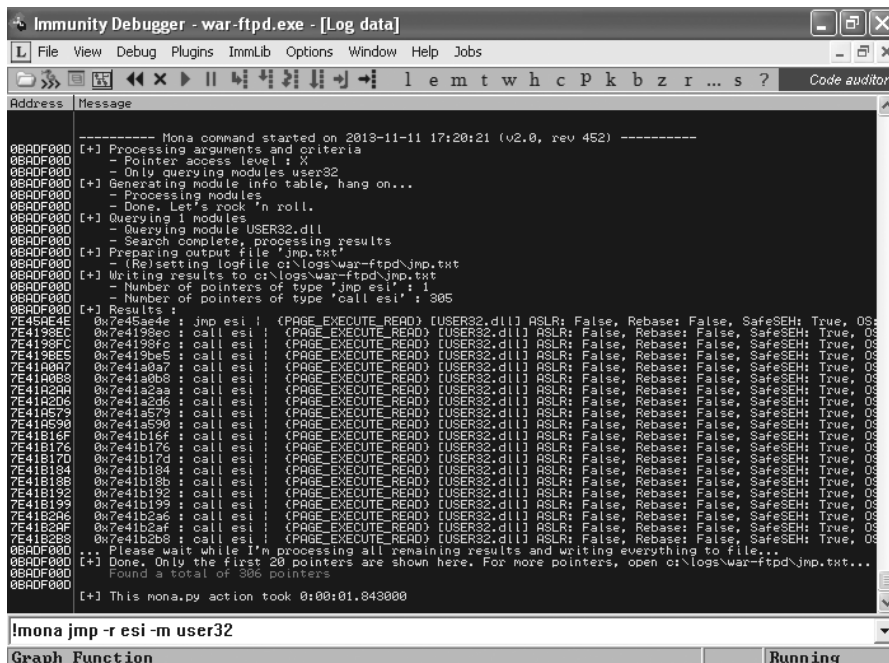 Immunity Debugger - war-ftpd.exe - [Log data]
L File View Debug Plugins ImmLib Options Window Help Jobs
l e m t w h c P k b z r ... s ? Code auditor
Address Message
---------- Mona command started on 2013-11-11 17:20:21 (v2.0, rev 452) ----------
0BADF00D [+] Processing arguments and criteria
0BADF00D - Pointer access level : X
0BADF00D - Only querying modules user32
0BADF00D [+] Generating module info table, hang on...
0BADF00D - Processing modules
0BADF00D - Done. Let's rock 'n roll.
0BADF00D [+] Querying 1 modules
0BADF00D - Querying module USER32.dll
0BADF00D - Search complete, processing results
0BADF00D [+] Preparing output file 'jmp.txt'
0BADF00D - (Re)setting logfile c:\logs\war-ftpd\jmp.txt
0BADF00D [+] Writing results to c:\logs\war-ftpd\jmp.txt
0BADF00D - Number of pointers of type 'jmp esi' : 1
0BADF00D - Number of pointers of type 'call esi' : 305
0BADF00D [+] Results :
7E45AE4E 0x7e45ae4e : jmp esi | {PAGE_EXECUTE_READ} [USER32.dll] ASLR: False, Rebase: False, SafeSEH: True, OS:
7E4198EC 0x7e4198ec : call esi | {PAGE_EXECUTE_READ} [USER32.dll] ASLR: False, Rebase: False, SafeSEH: True, OS
7E4198FC 0x7e4198fc : call esi | {PAGE_EXECUTE_READ} [USER32.dll] ASLR: False, Rebase: False, SafeSEH: True, OS
7E419BE5 0x7e419be5 : call esi | {PAGE_EXECUTE_READ} [USER32.dll] ASLR: False, Rebase: False, SafeSEH: True, OS
7E41A0A7 0x7e41a0a7 : call esi | {PAGE_EXECUTE_READ} [USER32.dll] ASLR: False, Rebase: False, SafeSEH: True, OS
7E41A0B8 0x7e41a0b8 : call esi | {PAGE_EXECUTE_READ} [USER32.dll] ASLR: False, Rebase: False, SafeSEH: True, OS
7E41A2AA 0x7e41a2aa : call esi | {PAGE_EXECUTE_READ} [USER32.dll] ASLR: False, Rebase: False, SafeSEH: True, OS
7E41A2D6 0x7e41a2d6 : call esi | {PAGE_EXECUTE_READ} [USER32.dll] ASLR: False, Rebase: False, SafeSEH: True, OS
7E41A579 0x7e41a579 : call esi | {PAGE_EXECUTE_READ} [USER32.dll] ASLR: False, Rebase: False, SafeSEH: True, OS
7E41A590 0x7e41a590 : call esi | {PAGE_EXECUTE_READ} [USER32.dll] ASLR: False, Rebase: False, SafeSEH: True, OS
7E41B16F 0x7e41b16f : call esi | {PAGE_EXECUTE_READ} [USER32.dll] ASLR: False, Rebase: False, SafeSEH: True, OS
7E41B176 0x7e41b176 : call esi | {PAGE_EXECUTE_READ} [USER32.dll] ASLR: False, Rebase: False, SafeSEH: True, OS
7E41B17D 0x7e41b17d : call esi | {PAGE_EXECUTE_READ} [USER32.dll] ASLR: False, Rebase: False, SafeSEH: True, OS
7E41B184 0x7e41b184 : call esi | {PAGE_EXECUTE_READ} [USER32.dll] ASLR: False, Rebase: False, SafeSEH: True, OS
7E41B18B 0x7e41b18b : call esi | {PAGE_EXECUTE_READ} [USER32.dll] ASLR: False, Rebase: False, SafeSEH: True, OS
7E41B192 0x7e41b192 : call esi | {PAGE_EXECUTE_READ} [USER32.dll] ASLR: False, Rebase: False, SafeSEH: True, OS
7E41B199 0x7e41b199 : call esi | {PAGE_EXECUTE_READ} [USER32.dll] ASLR: False, Rebase: False, SafeSEH: True, OS
7E41B2A6 0x7e41b2a6 : call esi | {PAGE_EXECUTE_READ} [USER32.dll] ASLR: False, Rebase: False, SafeSEH: True, OS
7E41B2AF 0x7e41b2af : call esi | {PAGE_EXECUTE_READ} [USER32.dll] ASLR: False, Rebase: False, SafeSEH: True, OS
7E41B2B8 0x7e41b2b8 : call esi | {PAGE_EXECUTE_READ} [USER32.dll] ASLR: False, Rebase: False, SafeSEH: True, OS
0BADF00D ... Please wait while I'm processing all remaining results and writing everything to file...
0BADF00D [+] Done. Only the first 20 pointers are shown here. For more pointers, open c:\logs\war-ftpd\jmp.txt...
0BADF00D Found a total of 306 pointers
0BADF00D
[+] This mona.py action took 0:00:01.843000
!mona jmp -r esi -m user32
Graph Function Running